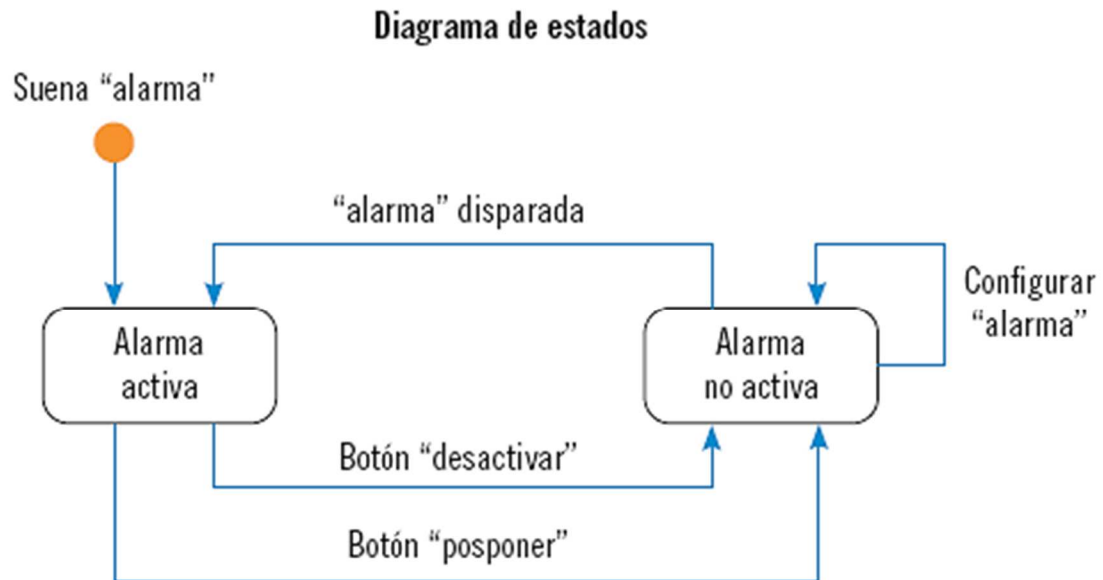 Diagrama de estados
Suena “alarma”
“alarma” disparada
Configurar
“alarma”
Alarma
activa
Alarma
no activa
Botón “desactivar”
Botón “posponer”